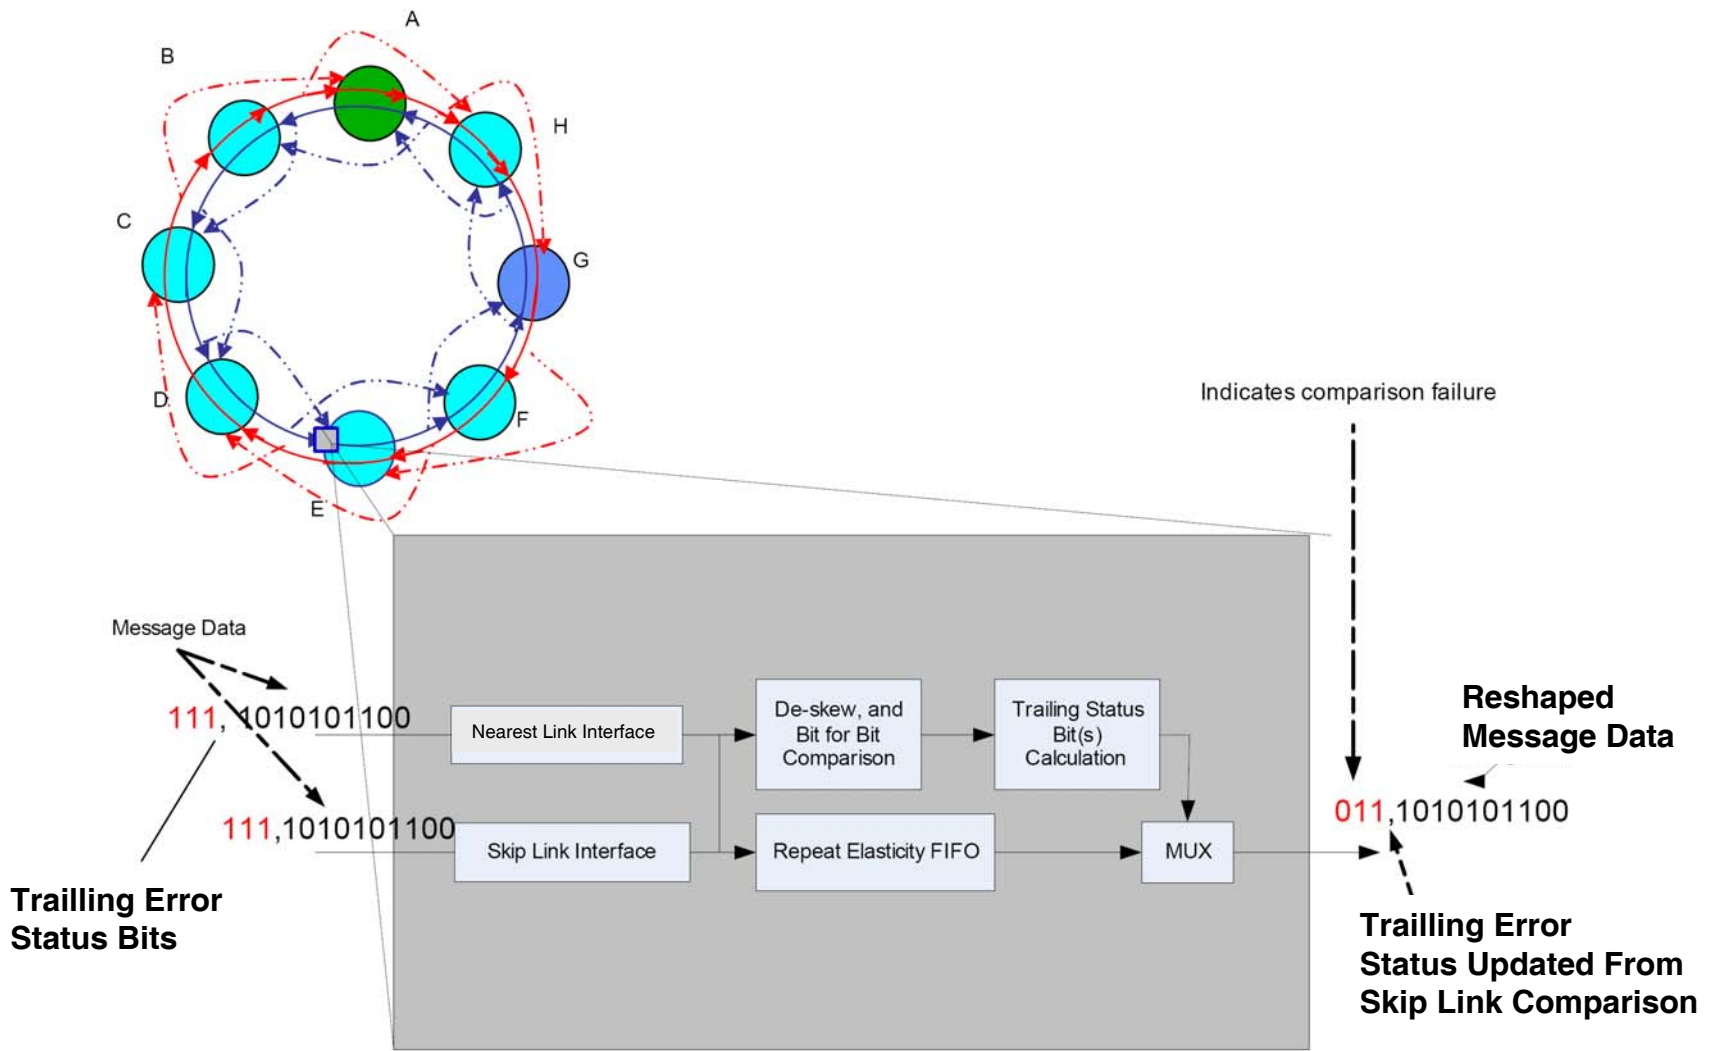 A
B
H
C
G
D
F
E
Indicates comparison failure
Message Data
111, 1010101100
111,1010101100
Trailling Error
Status Bits
Nearest Link Interface
Skip Link Interface
De-skew, and
Bit for Bit
Comparison
Trailing Status
Bit(s)
Calculation
Repeat Elasticity FIFO
MUX
Reshaped
Message Data
011,1010101100
Trailling Error
Status Updated From
Skip Link Comparison